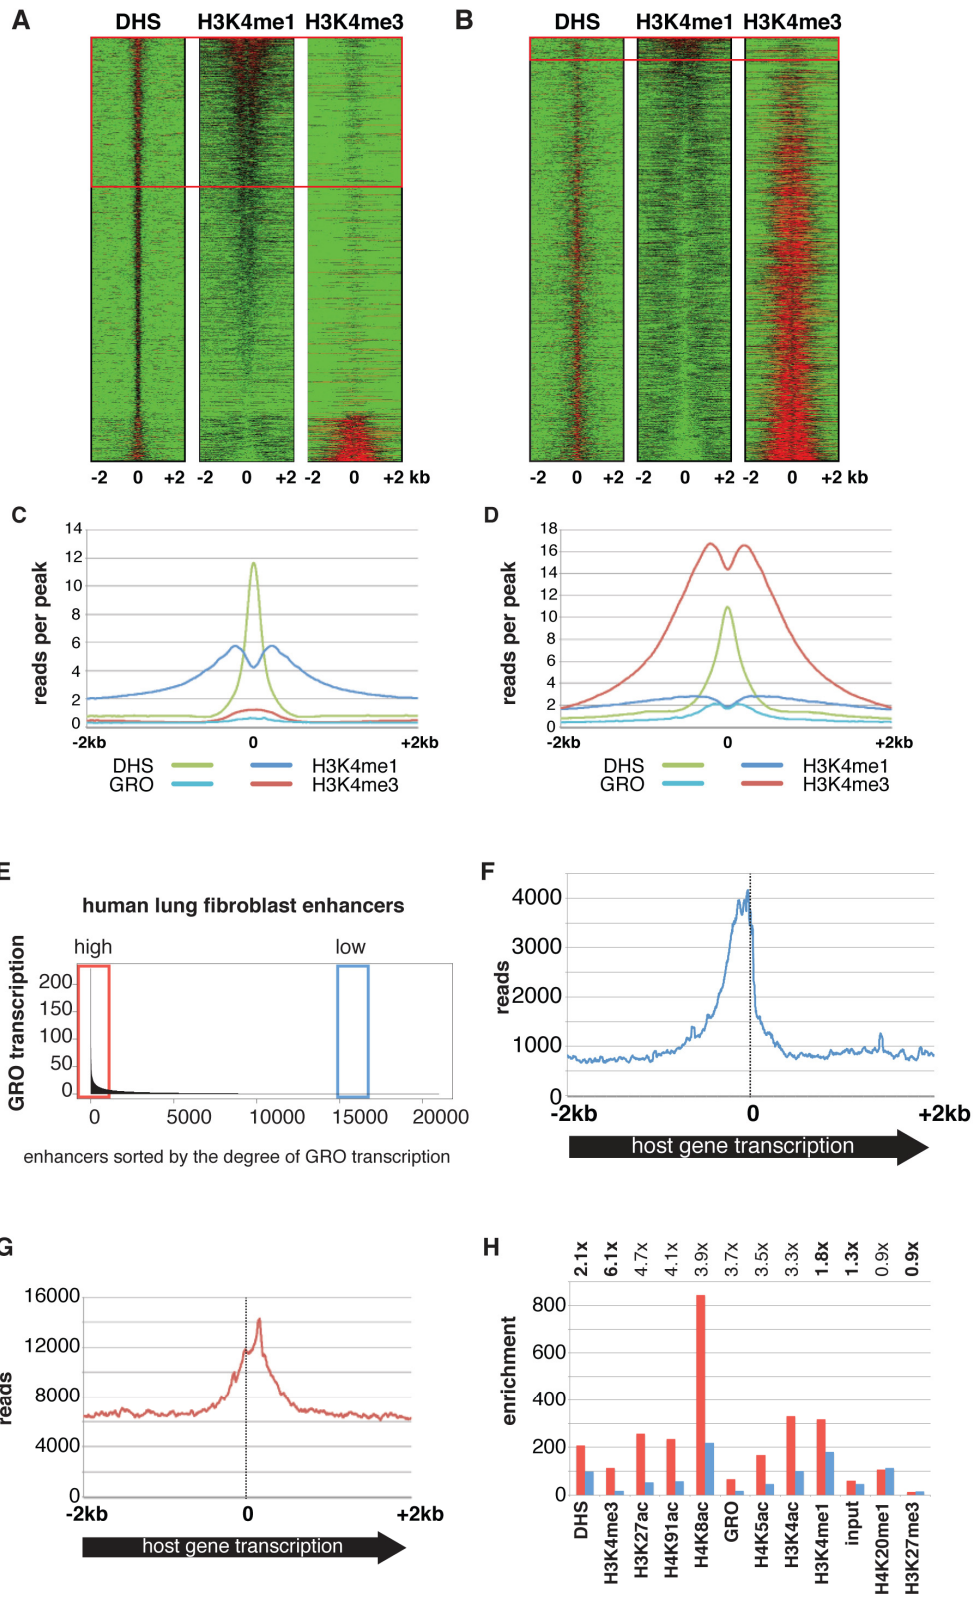 A
DHS H3K4me1 H3K4me3
-2 0 +2 -2 0 +2 -2 0 +2 kb
B
DHS H3K4me1 H3K4me3
-2 0 +2 -2 0 +2 -2 0 +2 kb
C
reads per peak
14
12
10
8
6
4
2
0
-2kb 0 +2kb
DHS H3K4me1
GRO H3K4me3
D
reads per peak
18
16
14
12
10
8
6
4
2
0
-2kb 0 +2kb
DHS H3K4me1
GRO H3K4me3
E
human lung fibroblast enhancers
high low
GRO transcription
200
150
100
50
0
0 5000 10000 15000 20000
enhancers sorted by the degree of GRO transcription
F
reads
4000
3000
2000
1000
0
-2kb 0 +2kb
host gene transcription
G
reads
16000
12000
8000
4000
0
-2kb 0 +2kb
host gene transcription
H
2.1x 6.1x 4.7x 4.1x 3.9x 3.7x 3.5x 3.3x 1.8x 1.3x 0.9x 0.9x
enrichment
800
600
400
200
0
DHS H3K4me3 H3K27ac H4K91ac H4K8ac GRO H4K5ac H3K4ac H3K4me1 input H4K20me1 H3K27me3